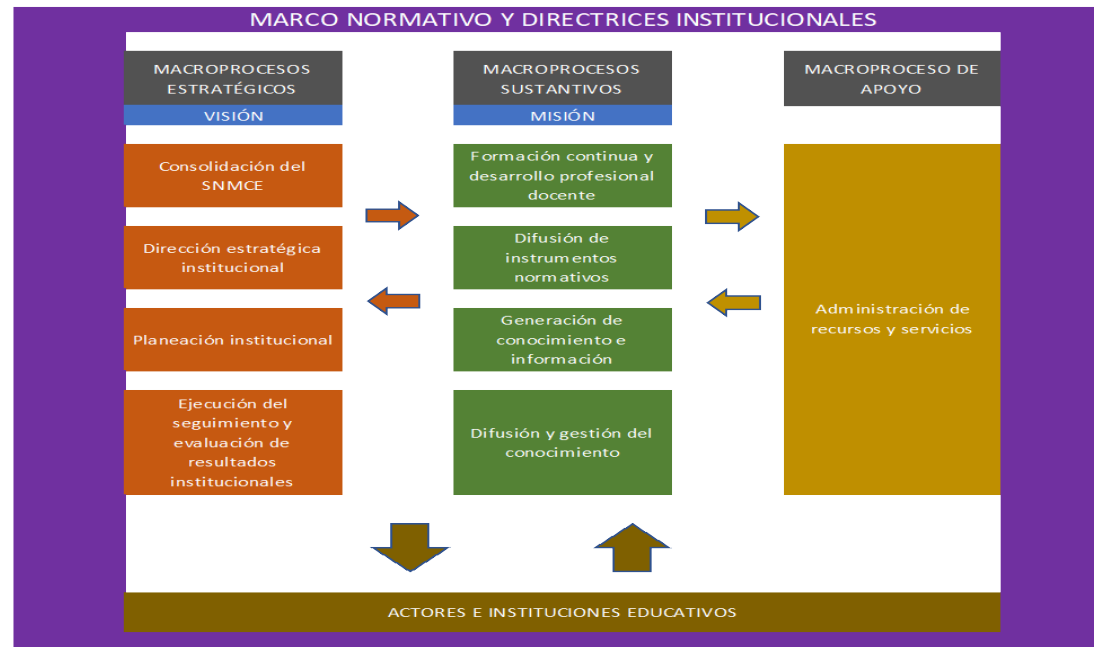 MARCO NORMATIVO Y DIRECTRICES INSTITUCIONALES
MACROPROCESOS
ESTRATÉGICOS
VISIÓN
Consolidación del
SNMCE
Dirección estratégica
institucional
Planeación institucional
Ejecución del
seguimiento y
evaluación de
resultados
institucionales
MACROPROCESOS
SUSTANTIVOS
MISIÓN
Formación continua y
desarrollo profesional
docente
Difusión de
instrumentos
normativos
Generación de
conocimiento e
información
Difusión y gestión del
conocimiento
MACROPROCESO DE
APOYO
Administración de
recursos y servicios
ACTORES E INSTITUCIONES EDUCATIVOS